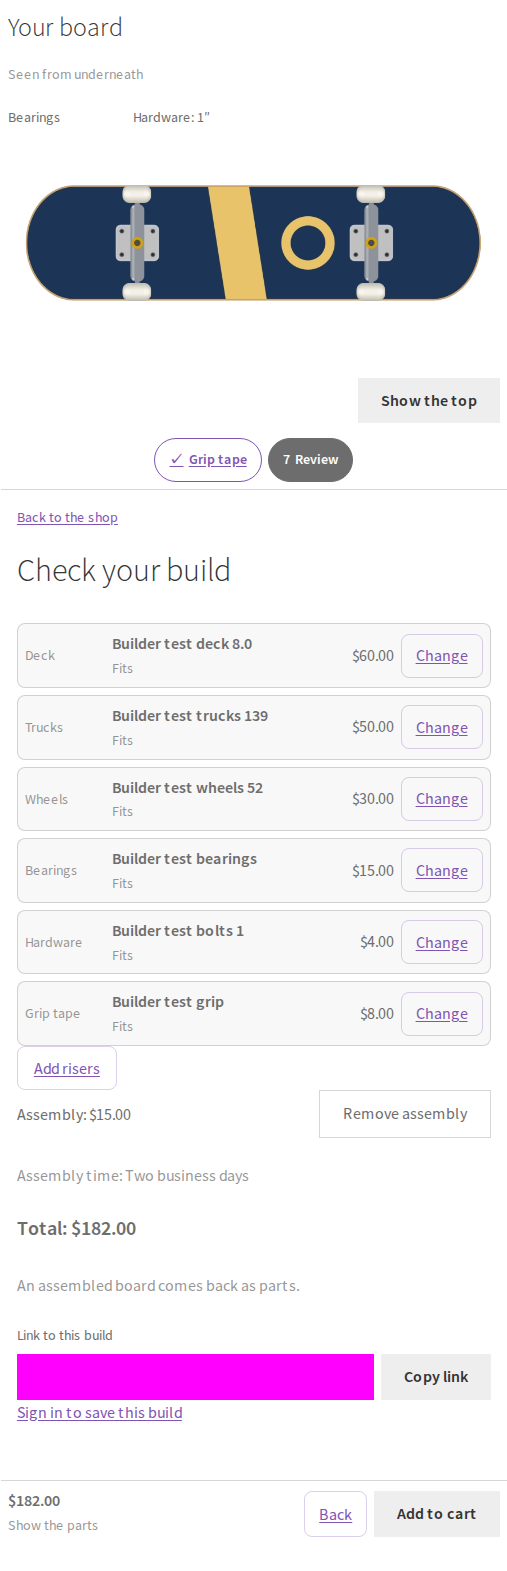 Your board
Seen from underneath
Bearings Hardware: 1″
Show the top
✓ Grip tape 7 Review
Back to the shop
Check your build
Deck Builder test deck 8.0 $60.00 Change
Fits
Trucks Builder test trucks 139 $50.00 Change
Fits
Wheels Builder test wheels 52 $30.00 Change
Fits
Bearings Builder test bearings $15.00 Change
Fits
Hardware Builder test bolts 1 $4.00 Change
Fits
Grip tape Builder test grip $8.00 Change
Fits
Add risers
Assembly: $15.00 Remove assembly
Assembly time: Two business days
Total: $182.00
An assembled board comes back as parts.
Link to this build
Copy link
Sign in to save this build
$182.00
Show the parts
Back Add to cart